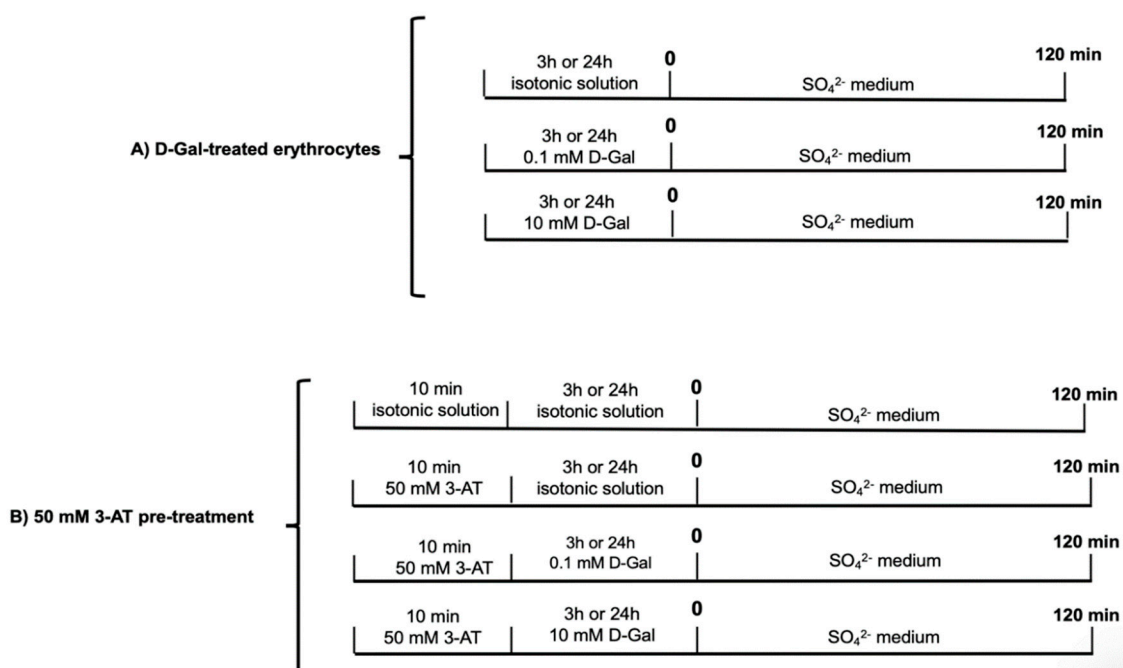 0
120 min
3h or 24h
isotonic solution
SO₄²⁻ medium
0
120 min
A) D-Gal-treated erythrocytes
3h or 24h
0.1 mM D-Gal
SO₄²⁻ medium
0
120 min
3h or 24h
10 mM D-Gal
SO₄²⁻ medium
10 min
isotonic solution
3h or 24h
isotonic solution
0
120 min
SO₄²⁻ medium
10 min
50 mM 3-AT
3h or 24h
isotonic solution
0
120 min
SO₄²⁻ medium
B) 50 mM 3-AT pre-treatment
10 min
50 mM 3-AT
3h or 24h
0.1 mM D-Gal
0
120 min
SO₄²⁻ medium
10 min
50 mM 3-AT
3h or 24h
10 mM D-Gal
0
120 min
SO₄²⁻ medium